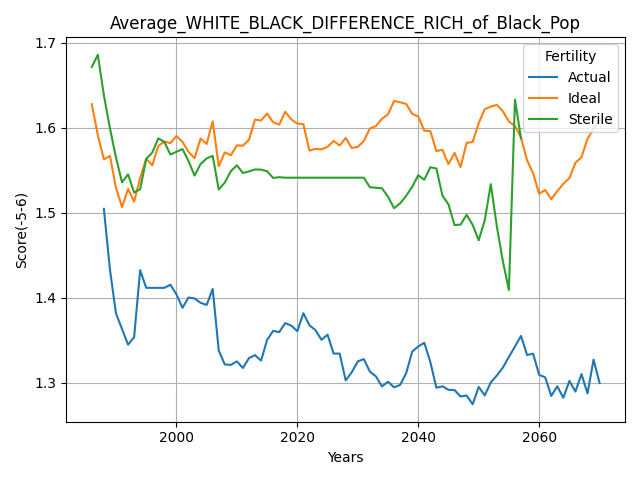 Average_WHITE_BLACK_DIFFERENCE_RICH_of_Black_Pop
1.7
1.6
1.5
1.4
1.3
Score(-5-6)
2000
2020
2040
2060
Years
Fertility
Actual
Ideal
Sterile